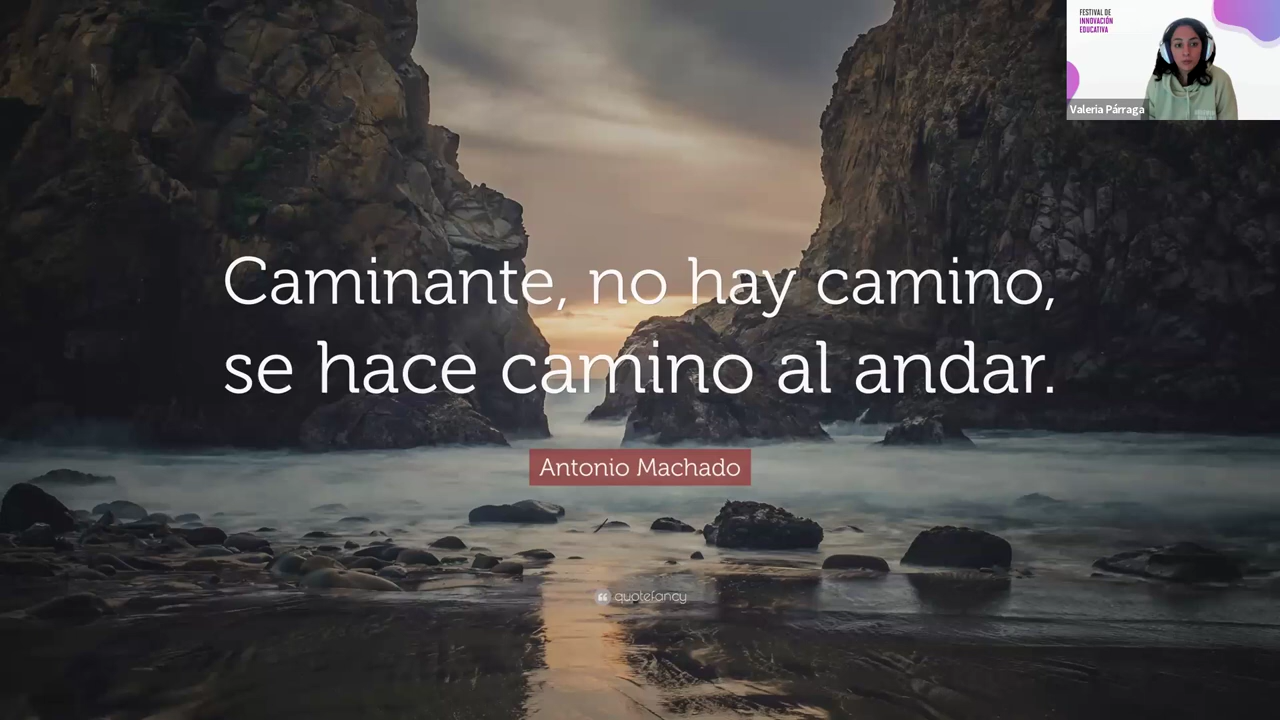 FESTIVAL DE
INNOVACIÓN
EDUCATIVA
Valeria Párraga
Caminante, no hay camino,
se hace camino al andar.
Antonio Machado
quotefancy